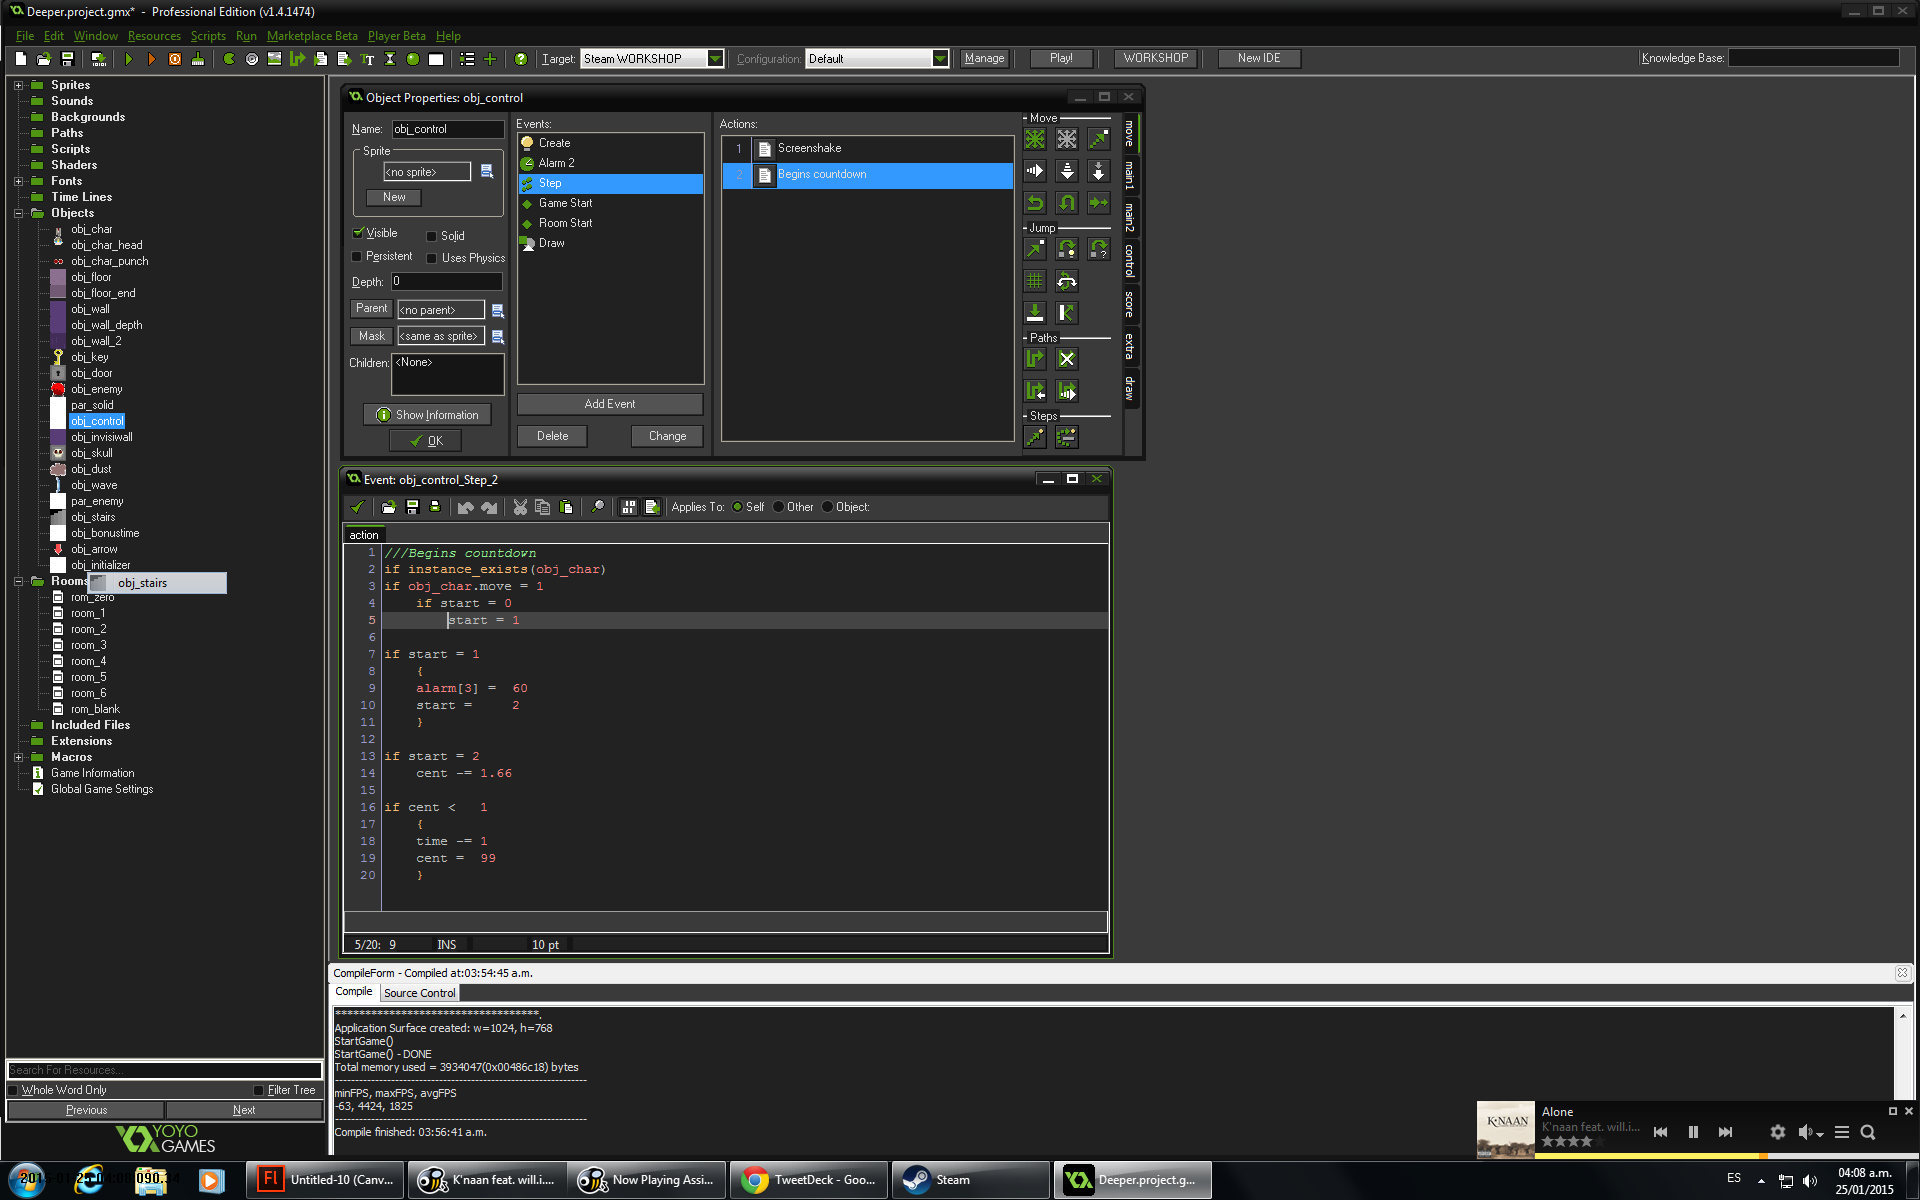 Deeper.project.gmx*  -  Professional Edition (v1.4.1474)
File Edit Window Resources Scripts Run Marketplace Beta Player Beta Help
Target: Steam WORKSHOP Configuration: Default Manage Play! WORKSHOP New IDE Knowledge Base:
Sprites
Sounds
Backgrounds
Paths
Scripts
Shaders
Fonts
Time Lines
Objects
obj_char
obj_char_head
obj_char_punch
obj_floor
obj_floor_end
obj_wall
obj_wall_depth
obj_wall_2
obj_key
obj_door
obj_enemy
par_solid
obj_control
obj_invisiwall
obj_skull
obj_dust
obj_wave
par_enemy
obj_stairs
obj_bonustime
obj_arrow
obj_initializer
Rooms
obj_stairs
rom_zero
room_1
room_2
room_3
room_4
room_5
room_6
rom_blank
Included Files
Extensions
Macros
Game Information
Global Game Settings
Search For Resources...
Whole Word Only Filter Tree
Previous Next
YOYO
GAMES
Object Properties: obj_control
Name: obj_control
Sprite
<no sprite>
New
Visible Solid
Persistent Uses Physics
Depth: 0
Parent <no parent>
Mask <same as sprite>
Children: <None>
Show Information
OK
Events:
Create
Alarm 2
Step
Game Start
Room Start
Draw
Add Event
Delete Change
Actions:
1 Screenshake
2 Begins countdown
Move
Jump
Paths
Steps
move
main1
main2
control
score
extra
draw
Event: obj_control_Step_2
Applies To: Self Other Object:
action
1 ///Begins countdown
2 if instance_exists(obj_char)
3 if obj_char.move = 1
4     if start = 0
5         start = 1
6
7 if start = 1
8     {
9     alarm[3] =  60
10     start =     2
11     }
12
13 if start = 2
14     cent -= 1.66
15
16 if cent <   1
17     {
18     time -= 1
19     cent =  99
20     }
5/20: 9 INS 10 pt
CompileForm - Compiled at:03:54:45 a.m.
Compile Source Control
**********************************.
Application Surface created: w=1024, h=768
StartGame()
StartGame() - DONE
Total memory used = 3934047(0x00486c18) bytes
minFPS, maxFPS, avgFPS
-63, 4424, 1825
Compile finished: 03:56:41 a.m.
K'NAAN
Alone
K'naan feat. will.i...
Untitled-10 (Canv...
K'naan feat. will.i....
Now Playing Assi...
TweetDeck - Goo...
Steam
Deeper.project.g...
ES
04:08 a.m.
25/01/2015